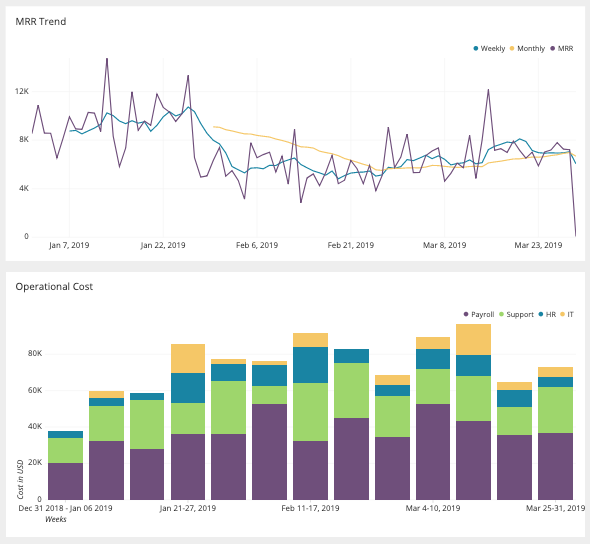 MRR Trend
Weekly Monthly MRR
12K
8K
4K
0
Jan 7, 2019 Jan 22, 2019 Feb 6, 2019 Feb 21, 2019 Mar 8, 2019 Mar 23, 2019
Operational Cost
Payroll Support HR IT
80K
60K
40K
20K
0
Cost in USD
Dec 31 2018 - Jan 06 2019 Jan 21-27, 2019 Feb 11-17, 2019 Mar 4-10, 2019 Mar 25-31, 2019
Weeks